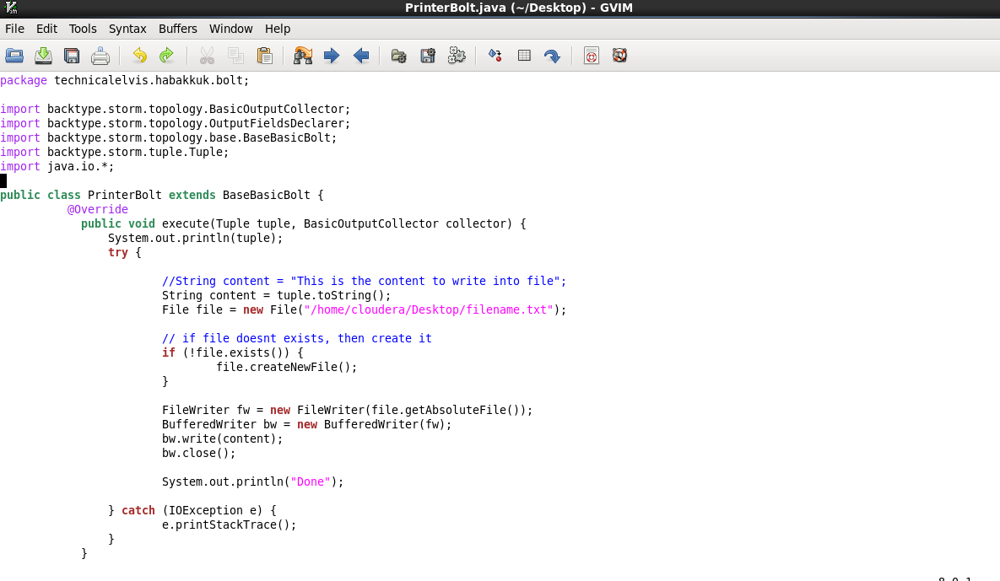 PrinterBolt.java (~/Desktop) - GVIM
File Edit Tools Syntax Buffers Window Help
package technicalelvis.habakkuk.bolt;
import backtype.storm.topology.BasicOutputCollector;
import backtype.storm.topology.OutputFieldsDeclarer;
import backtype.storm.topology.base.BaseBasicBolt;
import backtype.storm.tuple.Tuple;
import java.io.*;
public class PrinterBolt extends BaseBasicBolt {
@Override
public void execute(Tuple tuple, BasicOutputCollector collector) {
System.out.println(tuple);
try {
//String content = "This is the content to write into file";
String content = tuple.toString();
File file = new File("/home/cloudera/Desktop/filename.txt");
// if file doesnt exists, then create it
if (!file.exists()) {
file.createNewFile();
}
FileWriter fw = new FileWriter(file.getAbsoluteFile());
BufferedWriter bw = new BufferedWriter(fw);
bw.write(content);
bw.close();
System.out.println("Done");
} catch (IOException e) {
e.printStackTrace();
}
}